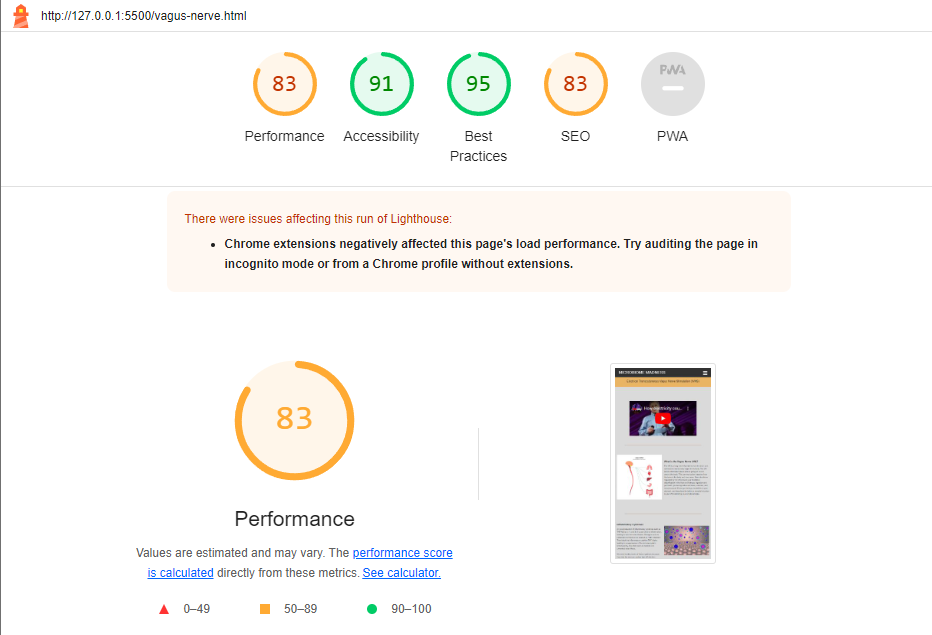 http://127.0.0.1:5500/vagus-nerve.html
83
91
95
83
PWA
Performance
Accessibility
Best
Practices
SEO
PWA
There were issues affecting this run of Lighthouse:
• Chrome extensions negatively affected this page's load performance. Try auditing the page in
incognito mode or from a Chrome profile without extensions.
83
MICROBIOME MADNESS
Performance
Values are estimated and may vary. The performance score
is calculated directly from these metrics. See calculator.
0–49
50–89
90–100